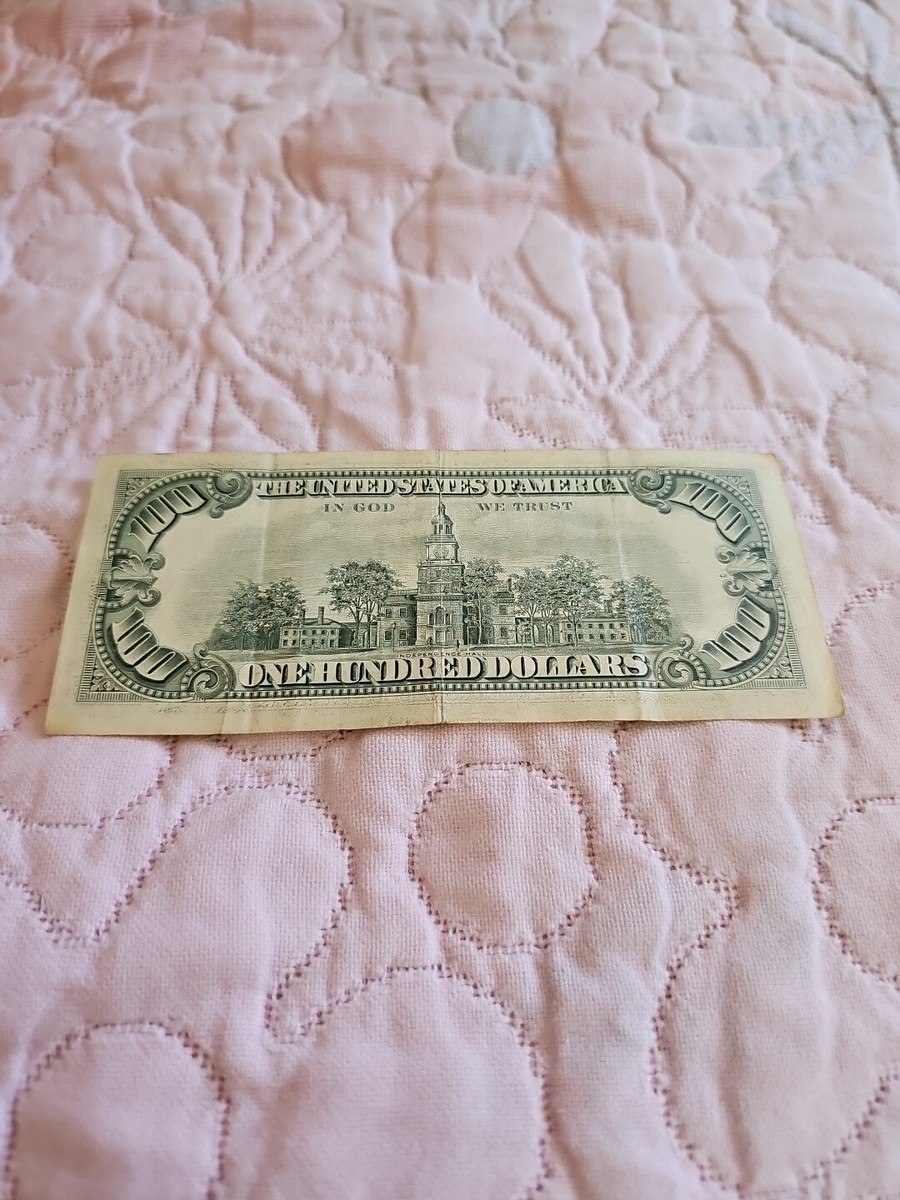 100 THE UNITED STATES OF AMERICA 100
IN GOD WE TRUST
INDEPENDENCE HALL
100 ONE HUNDRED DOLLARS 100